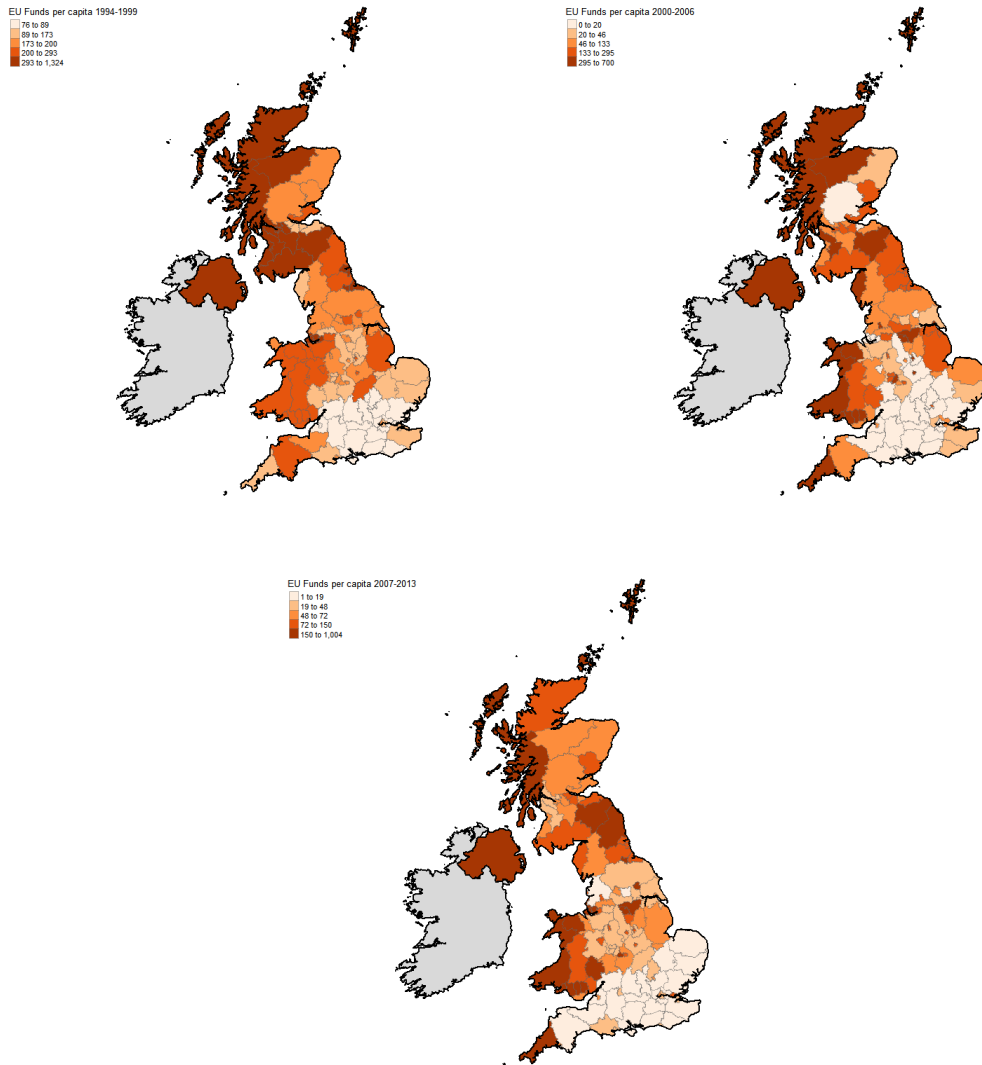 EU Funds per capita 1994-1999
76 to 89
89 to 173
173 to 200
200 to 293
293 to 1,324
EU Funds per capita 2000-2006
0 to 20
20 to 46
46 to 133
133 to 295
295 to 700
EU Funds per capita 2007-2013
1 to 19
19 to 48
48 to 72
72 to 150
150 to 1,004